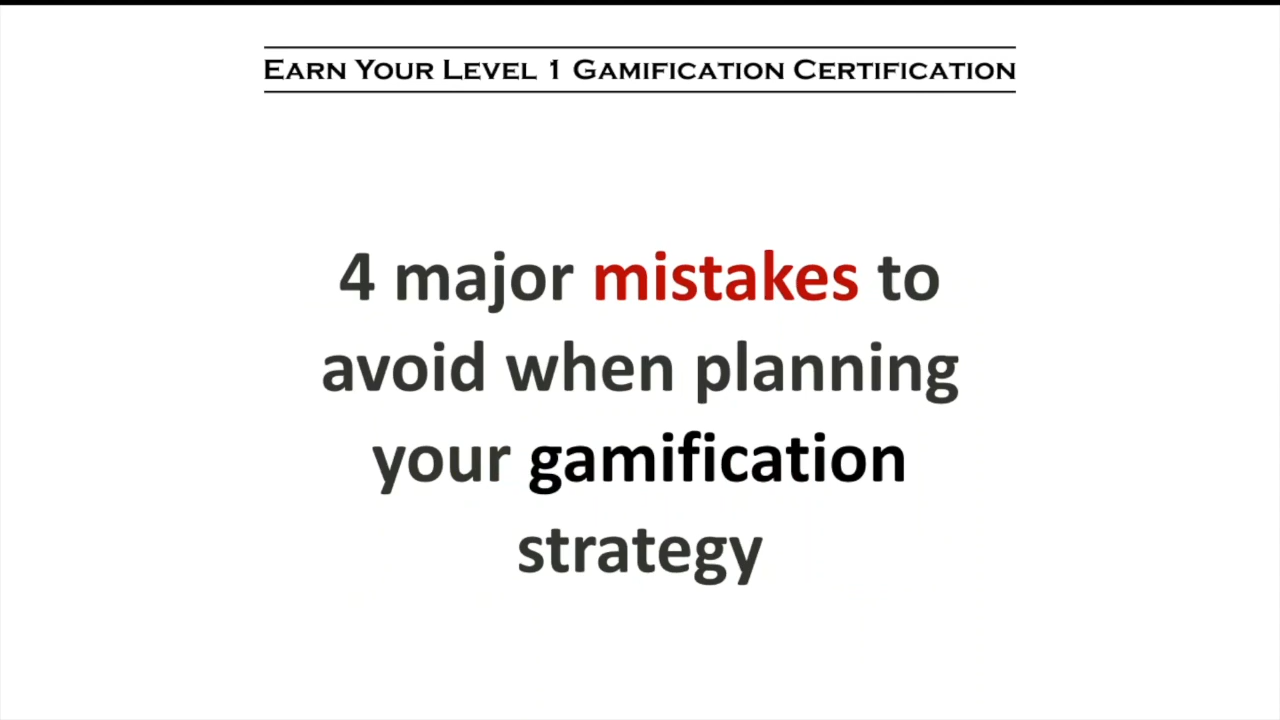 Earn Your Level 1 Gamification Certification
4 major mistakes to
avoid when planning
your gamification
strategy